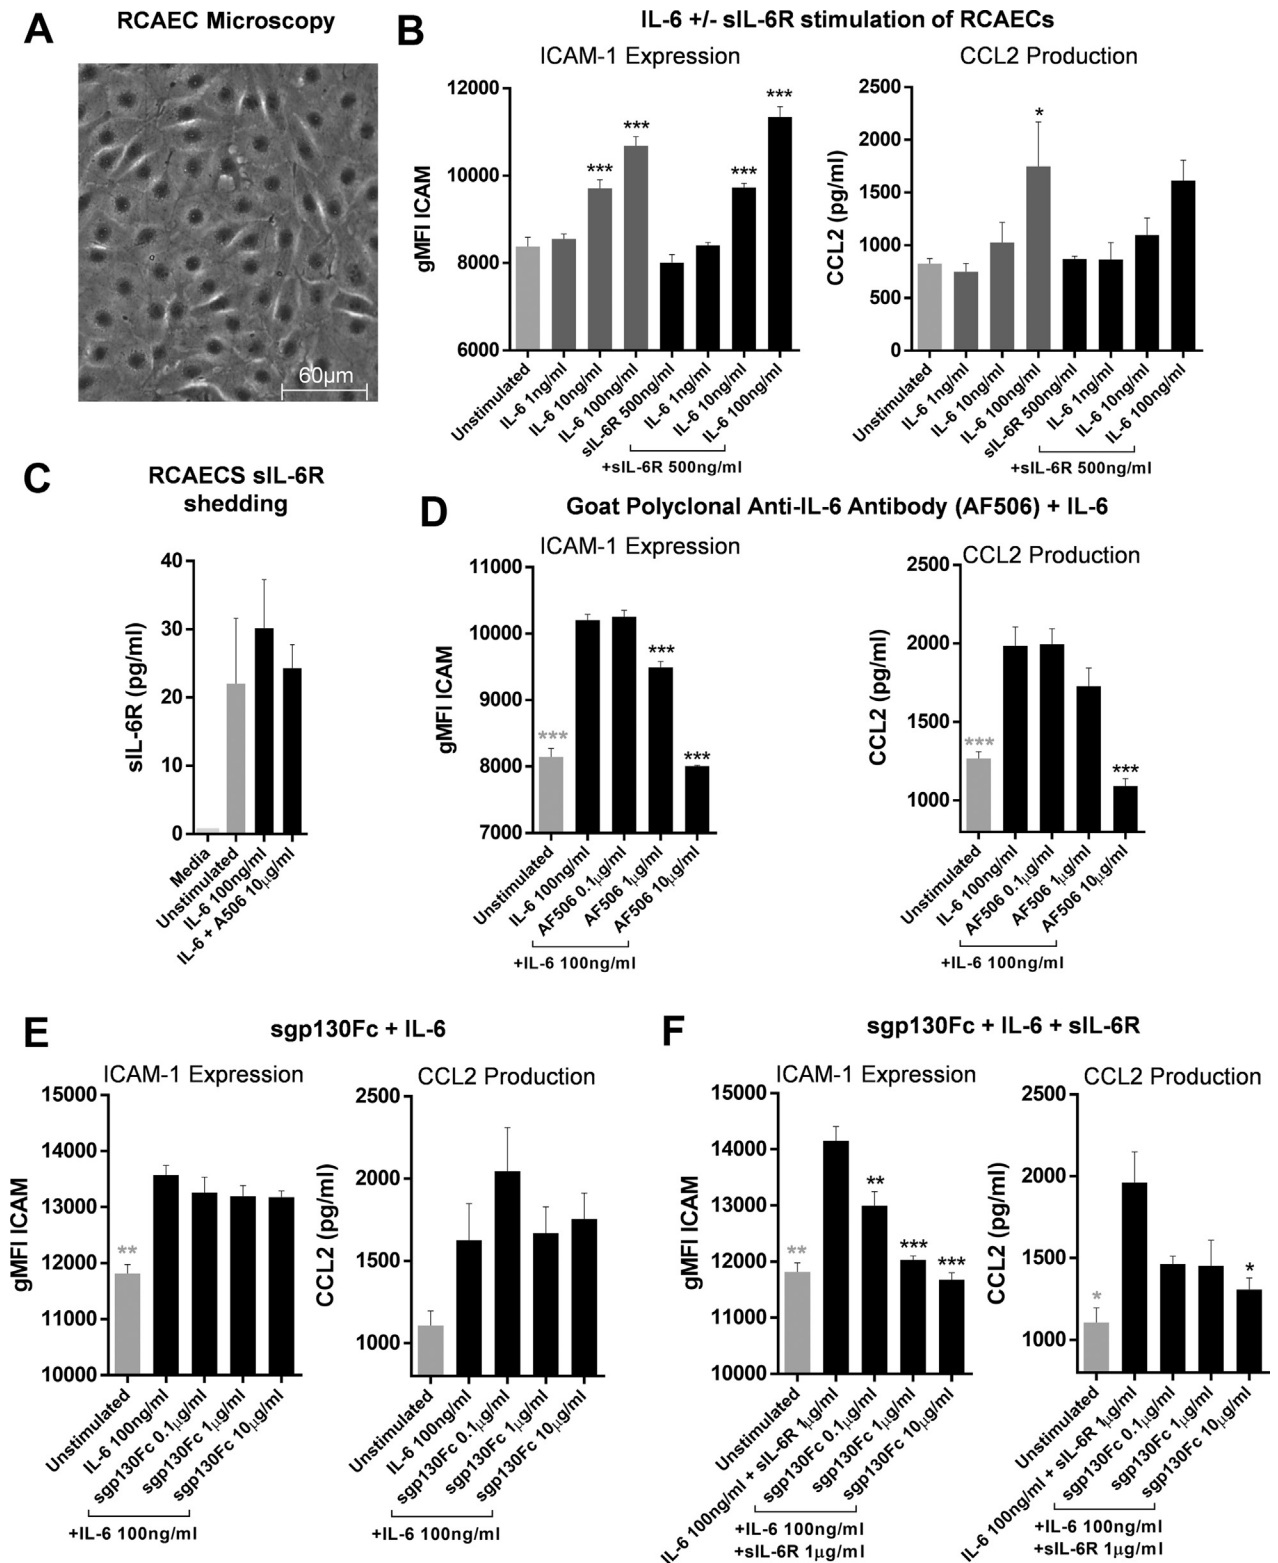 A
RCAEC Microscopy
60μm
B
IL-6 +/- sIL-6R stimulation of RCAECs
ICAM-1 Expression
gMFI ICAM
12000
10000
8000
6000
***
***
***
***
Unstimulated
IL-6 1ng/ml
IL-6 10ng/ml
IL-6 100ng/ml
sIL-6R 500ng/ml
IL-6 1ng/ml
IL-6 10ng/ml
IL-6 100ng/ml
+sIL-6R 500ng/ml
CCL2 Production
CCL2 (pg/ml)
2500
2000
1500
1000
500
0
*
Unstimulated
IL-6 1ng/ml
IL-6 10ng/ml
IL-6 100ng/ml
sIL-6R 500ng/ml
IL-6 1ng/ml
IL-6 10ng/ml
IL-6 100ng/ml
+sIL-6R 500ng/ml
C
RCAECS sIL-6R
shedding
sIL-6R (pg/ml)
40
30
20
10
0
Media
Unstimulated
IL-6 100ng/ml
IL-6 + A506 10μg/ml
D
Goat Polyclonal Anti-IL-6 Antibody (AF506) + IL-6
ICAM-1 Expression
gMFI ICAM
11000
10000
9000
8000
7000
***
***
***
Unstimulated
IL-6 100ng/ml
AF506 0.1μg/ml
AF506 1μg/ml
AF506 10μg/ml
+IL-6 100ng/ml
CCL2 Production
CCL2 (pg/ml)
2500
2000
1500
1000
***
***
Unstimulated
IL-6 100ng/ml
AF506 0.1μg/ml
AF506 1μg/ml
AF506 10μg/ml
+IL-6 100ng/ml
E
sgp130Fc + IL-6
ICAM-1 Expression
gMFI ICAM
15000
14000
13000
12000
11000
10000
**
Unstimulated
IL-6 100ng/ml
sgp130Fc 0.1μg/ml
sgp130Fc 1μg/ml
sgp130Fc 10μg/ml
+IL-6 100ng/ml
CCL2 Production
CCL2 (pg/ml)
2500
2000
1500
1000
Unstimulated
IL-6 100ng/ml
sgp130Fc 0.1μg/ml
sgp130Fc 1μg/ml
sgp130Fc 10μg/ml
+IL-6 100ng/ml
F
sgp130Fc + IL-6 + sIL-6R
ICAM-1 Expression
gMFI ICAM
15000
14000
13000
12000
11000
10000
**
**
***
***
Unstimulated
IL-6 100ng/ml + sIL-6R 1μg/ml
sgp130Fc 0.1μg/ml
sgp130Fc 1μg/ml
sgp130Fc 10μg/ml
+IL-6 100ng/ml
+sIL-6R 1μg/ml
CCL2 Production
CCL2 (pg/ml)
2500
2000
1500
1000
*
*
Unstimulated
IL-6 100ng/ml + sIL-6R 1μg/ml
sgp130Fc 0.1μg/ml
sgp130Fc 1μg/ml
sgp130Fc 10μg/ml
+IL-6 100ng/ml
+sIL-6R 1μg/ml